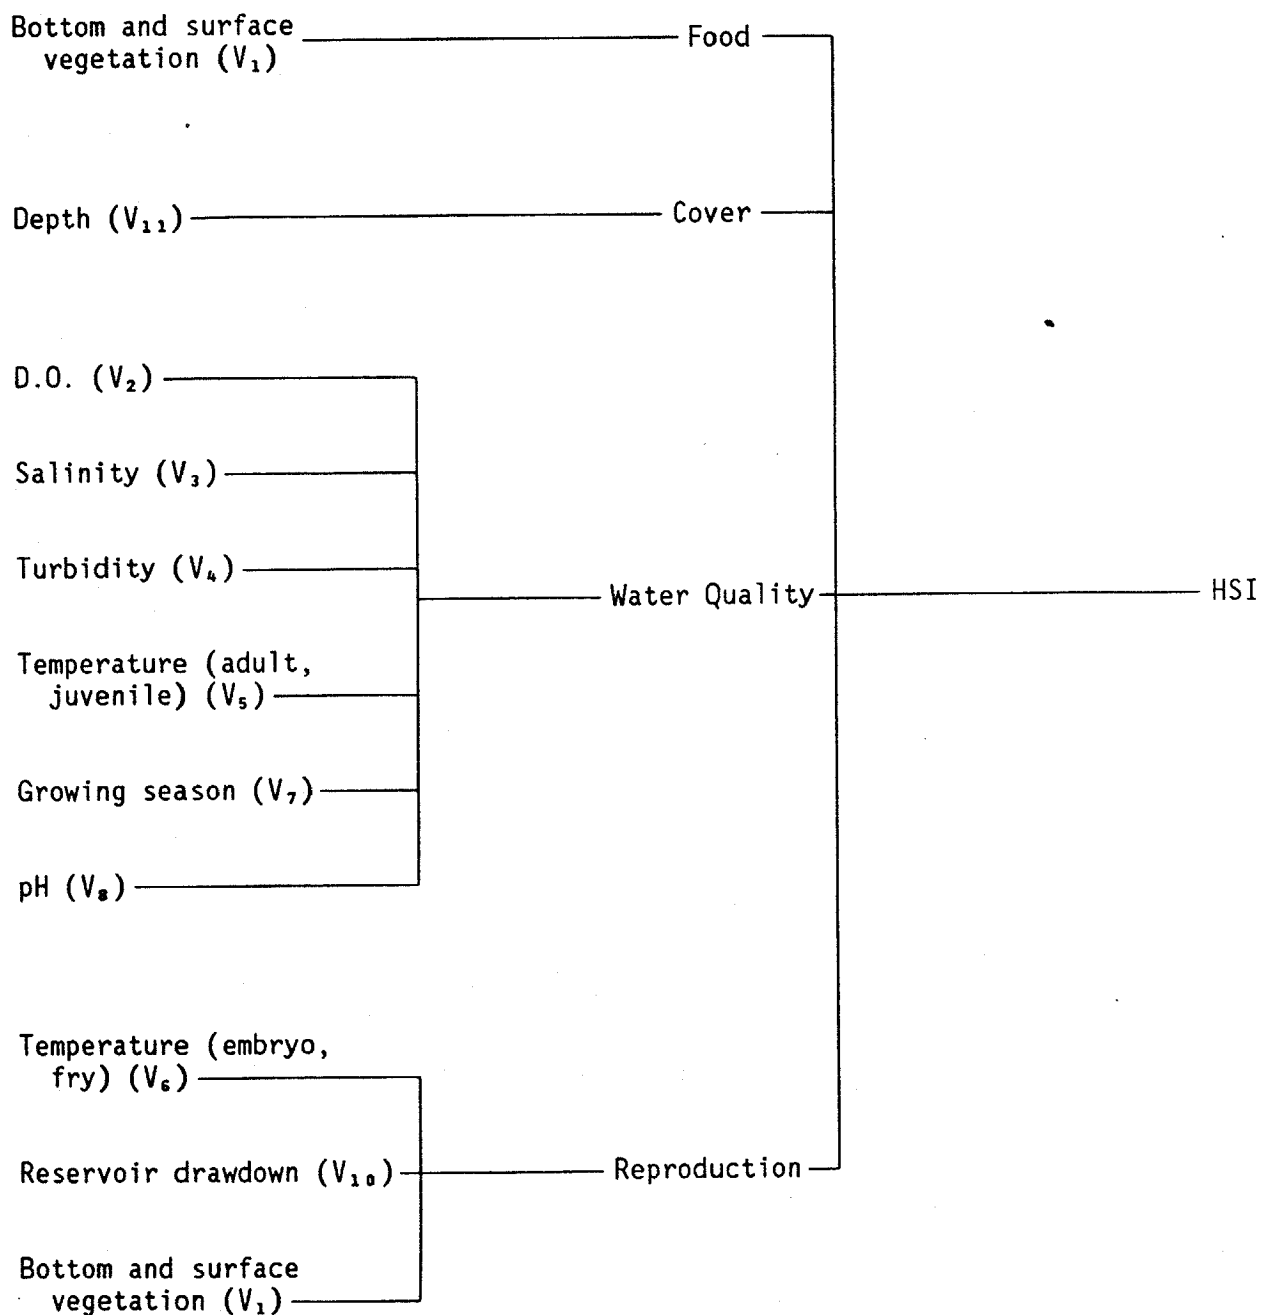 Bottom and surface
vegetation (V₁)
Food
Depth (V₁₁)
Cover
D.O. (V₂)
Salinity (V₃)
Turbidity (V₄)
Water Quality
HSI
Temperature (adult,
juvenile) (V₅)
Growing season (V₇)
pH (V₈)
Temperature (embryo,
fry) (V₆)
Reservoir drawdown (V₁₀)
Reproduction
Bottom and surface
vegetation (V₁)